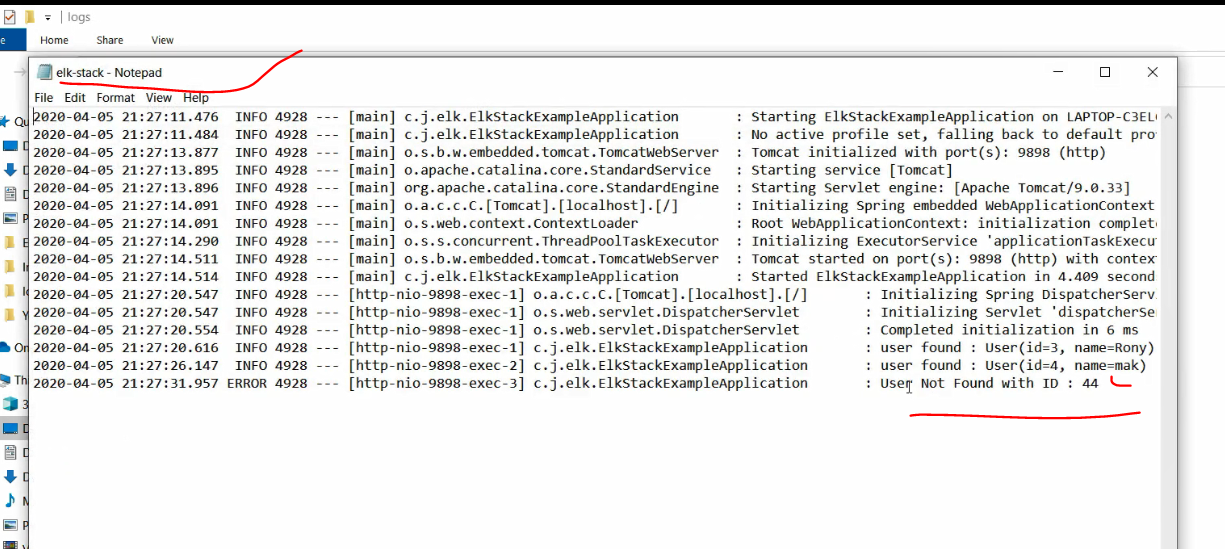 logs
Home Share View
elk-stack - Notepad
File Edit Format View Help
2020-04-05 21:27:11.476  INFO 4928 --- [main] c.j.elk.ElkStackExampleApplication       : Starting ElkStackExampleApplication on
2020-04-05 21:27:11.484  INFO 4928 --- [main] c.j.elk.ElkStackExampleApplication       : No active profile set, falling back to default
2020-04-05 21:27:13.877  INFO 4928 --- [main] o.s.b.w.embedded.tomcat.TomcatWebServer  : Tomcat initialized with port(s): 9898 (http)
2020-04-05 21:27:13.895  INFO 4928 --- [main] o.apache.catalina.core.StandardService   : Starting service [Tomcat]
2020-04-05 21:27:13.896  INFO 4928 --- [main] org.apache.catalina.core.StandardEngine  : Starting Servlet engine: [Apache Tomcat/9.0.33]
2020-04-05 21:27:14.091  INFO 4928 --- [main] o.a.c.c.C.[Tomcat].[localhost].[/]       : Initializing Spring embedded WebApplicationContext
2020-04-05 21:27:14.091  INFO 4928 --- [main] o.s.web.context.ContextLoader            : Root WebApplicationContext: initialization
2020-04-05 21:27:14.290  INFO 4928 --- [main] o.s.s.concurrent.ThreadPoolTaskExecutor  : Initializing ExecutorService
2020-04-05 21:27:14.511  INFO 4928 --- [main] o.s.b.w.embedded.tomcat.TomcatWebServer  : Tomcat started on port(s): 9898 (http) with
2020-04-05 21:27:14.514  INFO 4928 --- [main] c.j.elk.ElkStackExampleApplication       : Started ElkStackExampleApplication in 4.409
2020-04-05 21:27:20.547  INFO 4928 --- [http-nio-9898-exec-1] o.a.c.c.C.[Tomcat].[localhost].[/]       : Initializing Spring
2020-04-05 21:27:20.547  INFO 4928 --- [http-nio-9898-exec-1] o.s.web.servlet.DispatcherServlet        : Initializing Servlet
2020-04-05 21:27:20.554  INFO 4928 --- [http-nio-9898-exec-1] o.s.web.servlet.DispatcherServlet        : Completed initialization in 6 ms
2020-04-05 21:27:20.616  INFO 4928 --- [http-nio-9898-exec-1] c.j.elk.ElkStackExampleApplication       : user found : User(id=3, name=Rony)
2020-04-05 21:27:26.147  INFO 4928 --- [http-nio-9898-exec-2] c.j.elk.ElkStackExampleApplication       : user found : User(id=4, name=mak)
2020-04-05 21:27:31.957 ERROR 4928 --- [http-nio-9898-exec-3] c.j.elk.ElkStackExampleApplication       : User Not Found with ID : 44